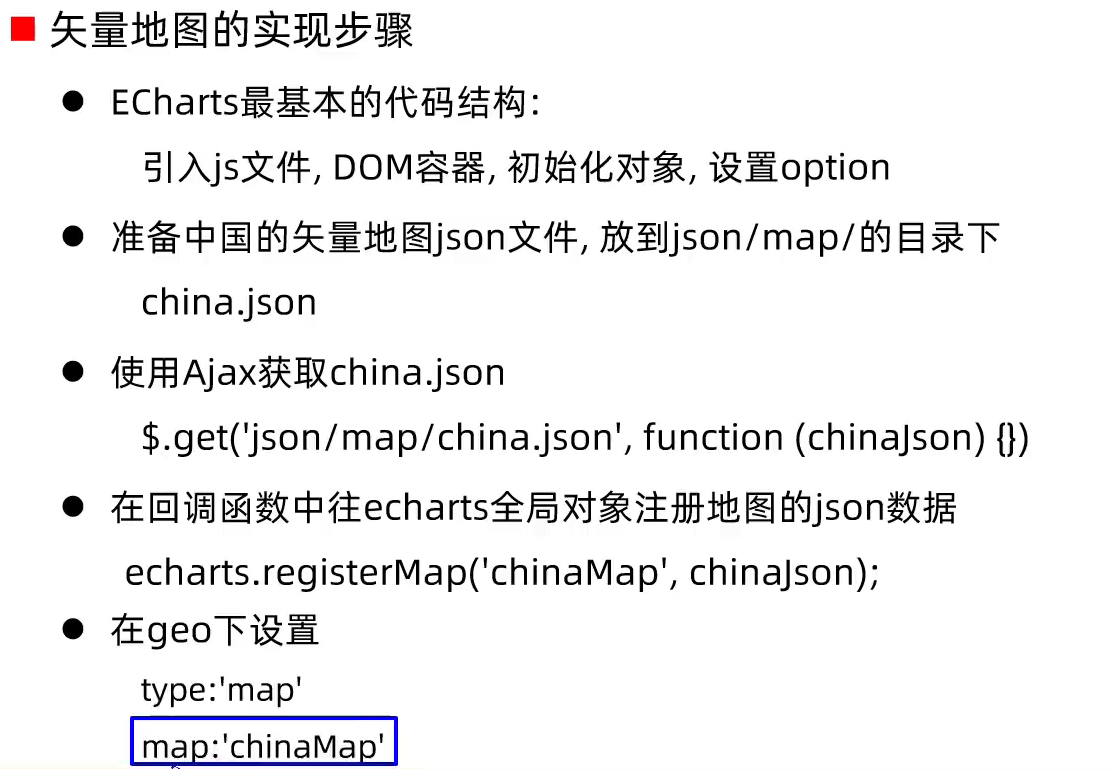 矢量地图的实现步骤
ECharts最基本的代码结构:
引入js文件, DOM容器, 初始化对象, 设置option
准备中国的矢量地图json文件, 放到json/map/的目录下
china.json
使用Ajax获取china.json
$.get('json/map/china.json', function (chinaJson) {})
在回调函数中往echarts全局对象注册地图的json数据
echarts.registerMap('chinaMap', chinaJson);
在geo下设置
type:'map'
map:'chinaMap'